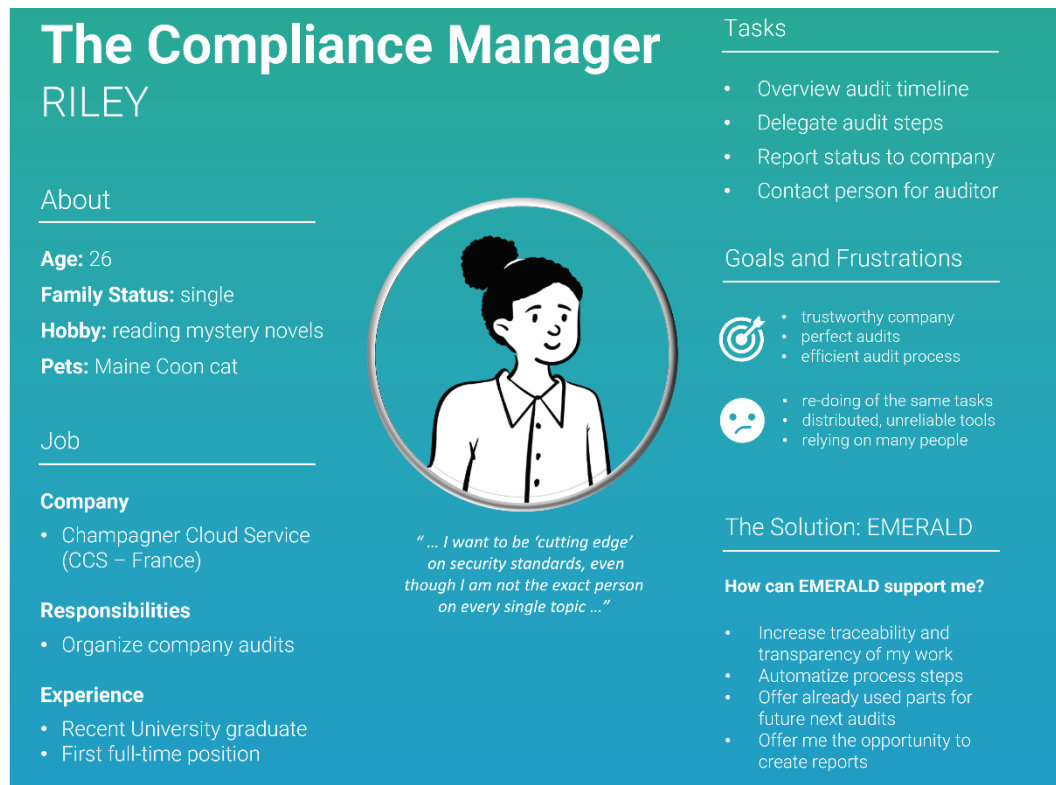 The Compliance Manager
RILEY
About
Age: 26
Family Status: single
Hobby: reading mystery novels
Pets: Maine Coon cat
Job
Company
• Champagner Cloud Service
(CCS – France)
Responsibilities
• Organize company audits
Experience
• Recent University graduate
• First full-time position
“ ... I want to be ‘cutting edge’
on security standards, even
though I am not the exact person
on every single topic ...”
Tasks
• Overview audit timeline
• Delegate audit steps
• Report status to company
• Contact person for auditor
Goals and Frustrations
• trustworthy company
• perfect audits
• efficient audit process
• re-doing of the same tasks
• distributed, unreliable tools
• relying on many people
The Solution: EMERALD
How can EMERALD support me?
• Increase traceability and
transparency of my work
• Automatize process steps
• Offer already used parts for
future next audits
• Offer me the opportunity to
create reports